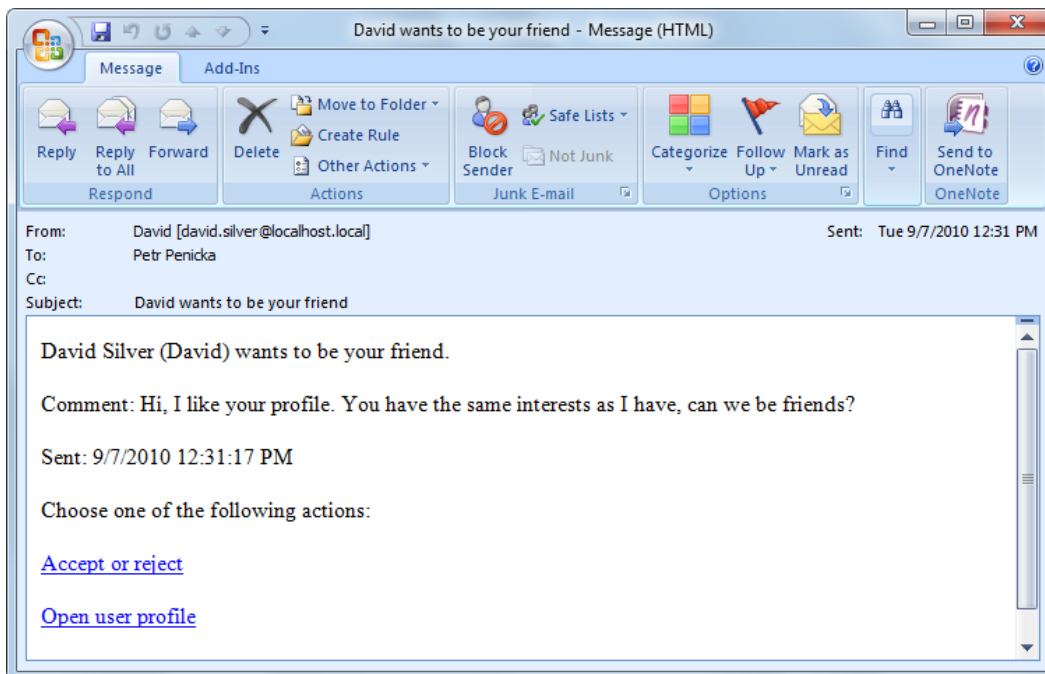 David wants to be your friend - Message (HTML)
Message Add-Ins
Reply
Reply to All
Forward
Respond
Delete
Move to Folder
Create Rule
Other Actions
Actions
Block Sender
Safe Lists
Not Junk
Junk E-mail
Categorize
Follow Up
Mark as Unread
Options
Find
Send to OneNote
OneNote
From: David [david.silver@localhost.local] Sent: Tue 9/7/2010 12:31 PM
To: Petr Penicka
Cc:
Subject: David wants to be your friend
David Silver (David) wants to be your friend.
Comment: Hi, I like your profile. You have the same interests as I have, can we be friends?
Sent: 9/7/2010 12:31:17 PM
Choose one of the following actions:
Accept or reject
Open user profile